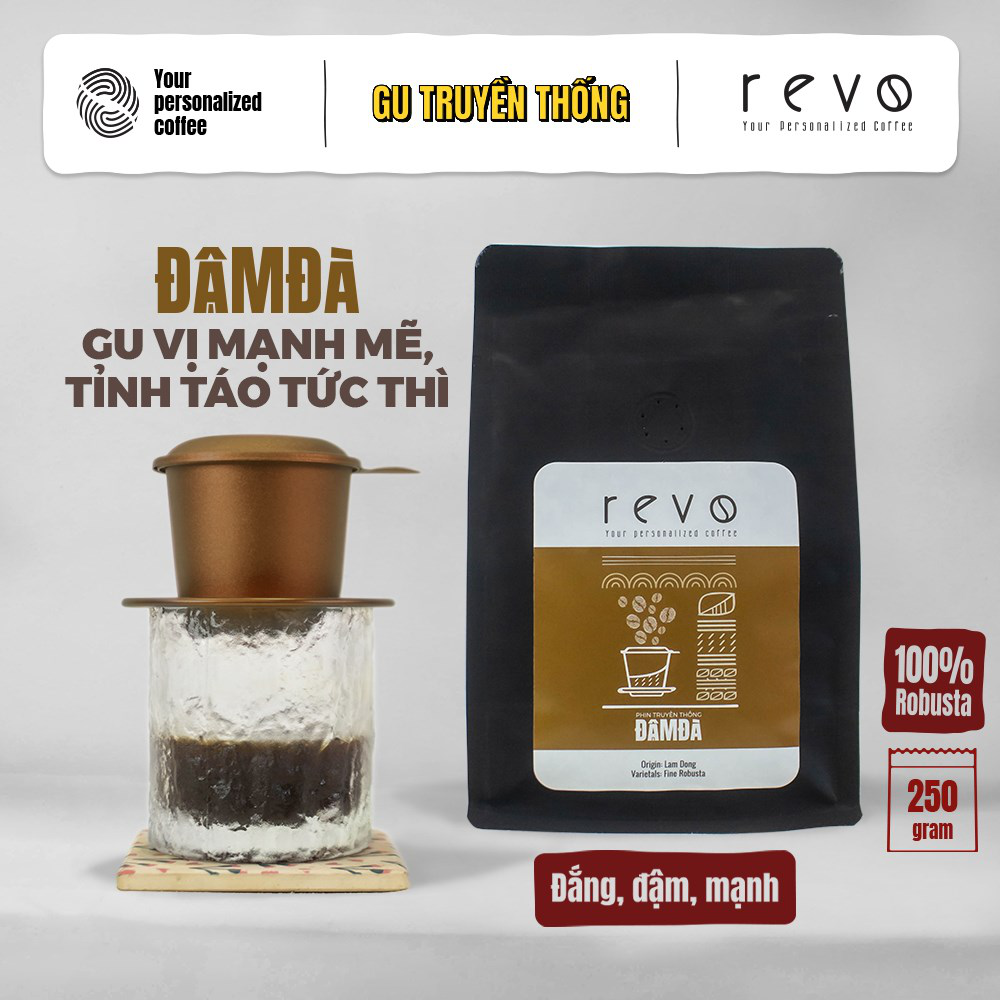 Your
personalized
coffee
GU TRUYỀN THỐNG
revo
Your Personalized Coffee
ĐẬMĐÀ
GU VỊ MẠNH MẼ,
TỈNH TÁO TỨC THÌ
revo
Your personalized coffee
PHIN TRUYỀN THỐNG
ĐẬMĐÀ
Origin: Lam Dong
Varietals: Fine Robusta
100%
Robusta
250
gram
Đắng, đậm, mạnh